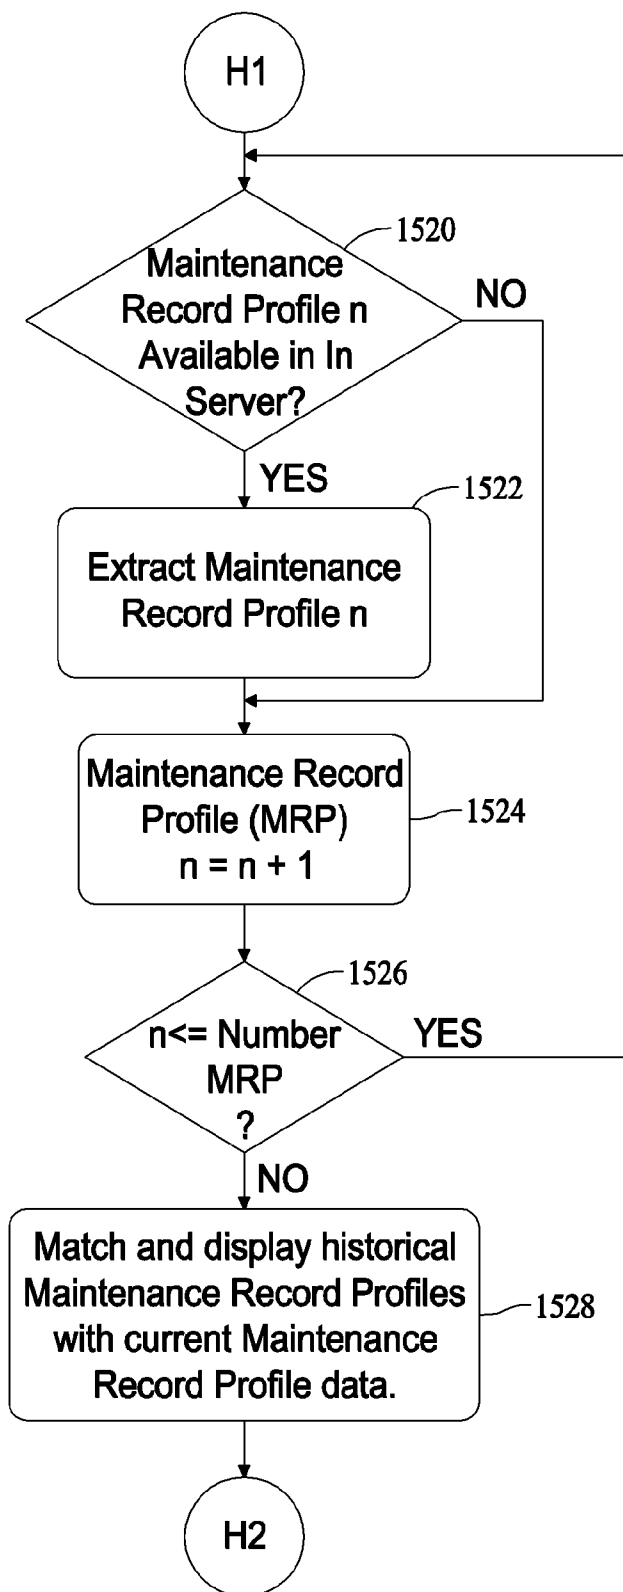 H1
1520
Maintenance
Record Profile n
Available in In
Server?
NO
YES
1522
Extract Maintenance
Record Profile n
Maintenance Record
Profile (MRP)
n = n + 1
1524
1526
n<= Number
MRP
?
YES
NO
Match and display historical
Maintenance Record Profiles
with current Maintenance
Record Profile data.
1528
H2